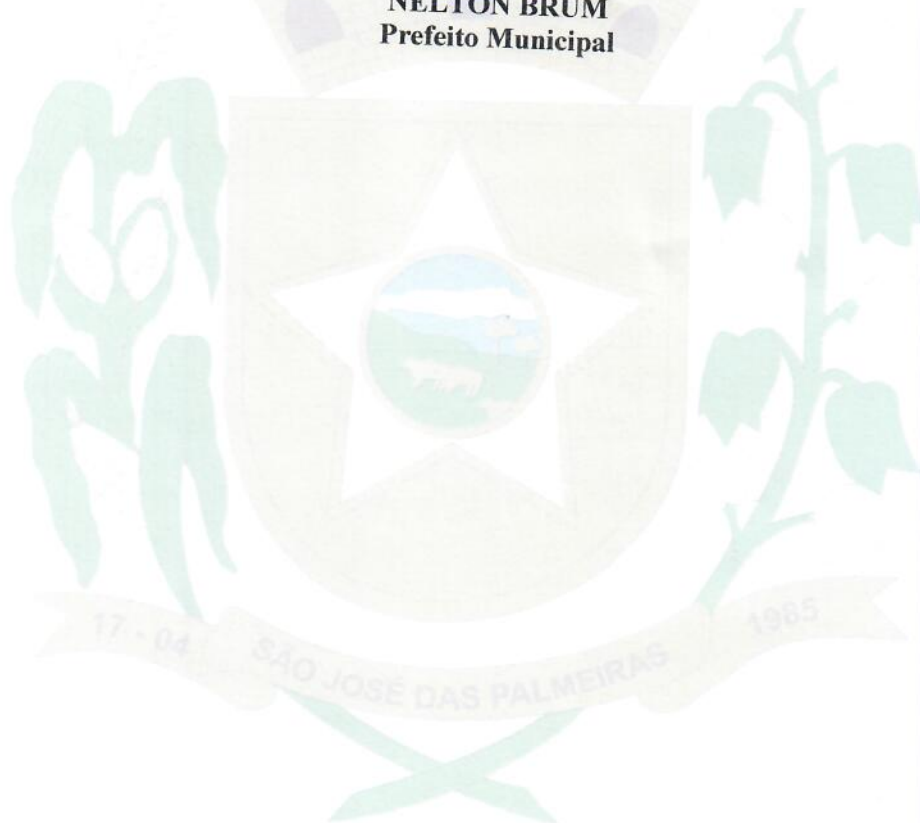 NELTON BRUM
Prefeito Municipal
17 - 04
SÃO JOSÉ DAS PALMEIRAS
1985